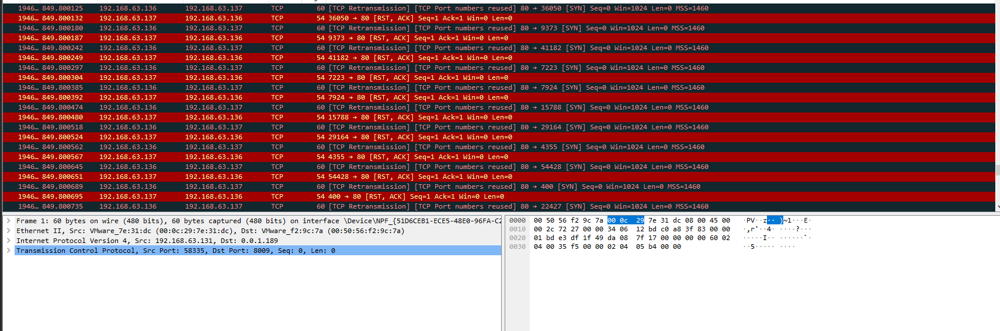 1946… 849.800125 192.168.63.136 192.168.63.137 TCP 60 [TCP Retransmission] [TCP Port numbers reused] 80 → 36050 [SYN] Seq=0 Win=1024 Len=0 MSS=1460
1946… 849.800132 192.168.63.137 192.168.63.136 TCP 54 36050 → 80 [RST, ACK] Seq=1 Ack=1 Win=0 Len=0
1946… 849.800180 192.168.63.136 192.168.63.137 TCP 60 [TCP Retransmission] [TCP Port numbers reused] 80 → 9373 [SYN] Seq=0 Win=1024 Len=0 MSS=1460
1946… 849.800187 192.168.63.137 192.168.63.136 TCP 54 9373 → 80 [RST, ACK] Seq=1 Ack=1 Win=0 Len=0
1946… 849.800242 192.168.63.136 192.168.63.137 TCP 60 [TCP Retransmission] [TCP Port numbers reused] 80 → 41182 [SYN] Seq=0 Win=1024 Len=0 MSS=1460
1946… 849.800249 192.168.63.137 192.168.63.136 TCP 54 41182 → 80 [RST, ACK] Seq=1 Ack=1 Win=0 Len=0
1946… 849.800297 192.168.63.136 192.168.63.137 TCP 60 [TCP Retransmission] [TCP Port numbers reused] 80 → 7223 [SYN] Seq=0 Win=1024 Len=0 MSS=1460
1946… 849.800304 192.168.63.137 192.168.63.136 TCP 54 7223 → 80 [RST, ACK] Seq=1 Ack=1 Win=0 Len=0
1946… 849.800385 192.168.63.136 192.168.63.137 TCP 60 [TCP Retransmission] [TCP Port numbers reused] 80 → 7924 [SYN] Seq=0 Win=1024 Len=0 MSS=1460
1946… 849.800392 192.168.63.137 192.168.63.136 TCP 54 7924 → 80 [RST, ACK] Seq=1 Ack=1 Win=0 Len=0
1946… 849.800474 192.168.63.136 192.168.63.137 TCP 60 [TCP Retransmission] [TCP Port numbers reused] 80 → 15788 [SYN] Seq=0 Win=1024 Len=0 MSS=1460
1946… 849.800480 192.168.63.137 192.168.63.136 TCP 54 15788 → 80 [RST, ACK] Seq=1 Ack=1 Win=0 Len=0
1946… 849.800518 192.168.63.136 192.168.63.137 TCP 60 [TCP Retransmission] [TCP Port numbers reused] 80 → 29164 [SYN] Seq=0 Win=1024 Len=0 MSS=1460
1946… 849.800524 192.168.63.137 192.168.63.136 TCP 54 29164 → 80 [RST, ACK] Seq=1 Ack=1 Win=0 Len=0
1946… 849.800562 192.168.63.136 192.168.63.137 TCP 60 [TCP Retransmission] [TCP Port numbers reused] 80 → 4355 [SYN] Seq=0 Win=1024 Len=0 MSS=1460
1946… 849.800567 192.168.63.137 192.168.63.136 TCP 54 4355 → 80 [RST, ACK] Seq=1 Ack=1 Win=0 Len=0
1946… 849.800645 192.168.63.136 192.168.63.137 TCP 60 [TCP Retransmission] [TCP Port numbers reused] 80 → 54428 [SYN] Seq=0 Win=1024 Len=0 MSS=1460
1946… 849.800651 192.168.63.137 192.168.63.136 TCP 54 54428 → 80 [RST, ACK] Seq=1 Ack=1 Win=0 Len=0
1946… 849.800689 192.168.63.136 192.168.63.137 TCP 60 [TCP Retransmission] [TCP Port numbers reused] 80 → 400 [SYN] Seq=0 Win=1024 Len=0 MSS=1460
1946… 849.800695 192.168.63.137 192.168.63.136 TCP 54 400 → 80 [RST, ACK] Seq=1 Ack=1 Win=0 Len=0
1946… 849.800735 192.168.63.136 192.168.63.137 TCP 60 [TCP Retransmission] [TCP Port numbers reused] 80 → 22427 [SYN] Seq=0 Win=1024 Len=0 MSS=1460
Frame 1: 60 bytes on wire (480 bits), 60 bytes captured (480 bits) on interface \Device\NPF_{51D6CEB1-ECE5-48E0-96FA-C2
Ethernet II, Src: VMware_7e:31:dc (00:0c:29:7e:31:dc), Dst: VMware_f2:9c:7a (00:50:56:f2:9c:7a)
Internet Protocol Version 4, Src: 192.168.63.131, Dst: 0.0.1.189
Transmission Control Protocol, Src Port: 58335, Dst Port: 8009, Seq: 0, Len: 0
0000 00 50 56 f2 9c 7a 00 0c 29 7e 31 dc 08 00 45 00 ·PV··z·· )~1···E·
0010 00 2c 72 27 00 00 34 06 12 bd c0 a8 3f 83 00 00 ·,r'··4· ····?···
0020 01 bd e3 df 1f 49 da 08 7f 17 00 00 00 00 60 02 ·····I·· ······`·
0030 04 00 35 f5 00 00 02 04 05 b4 00 00 ··5····· ····